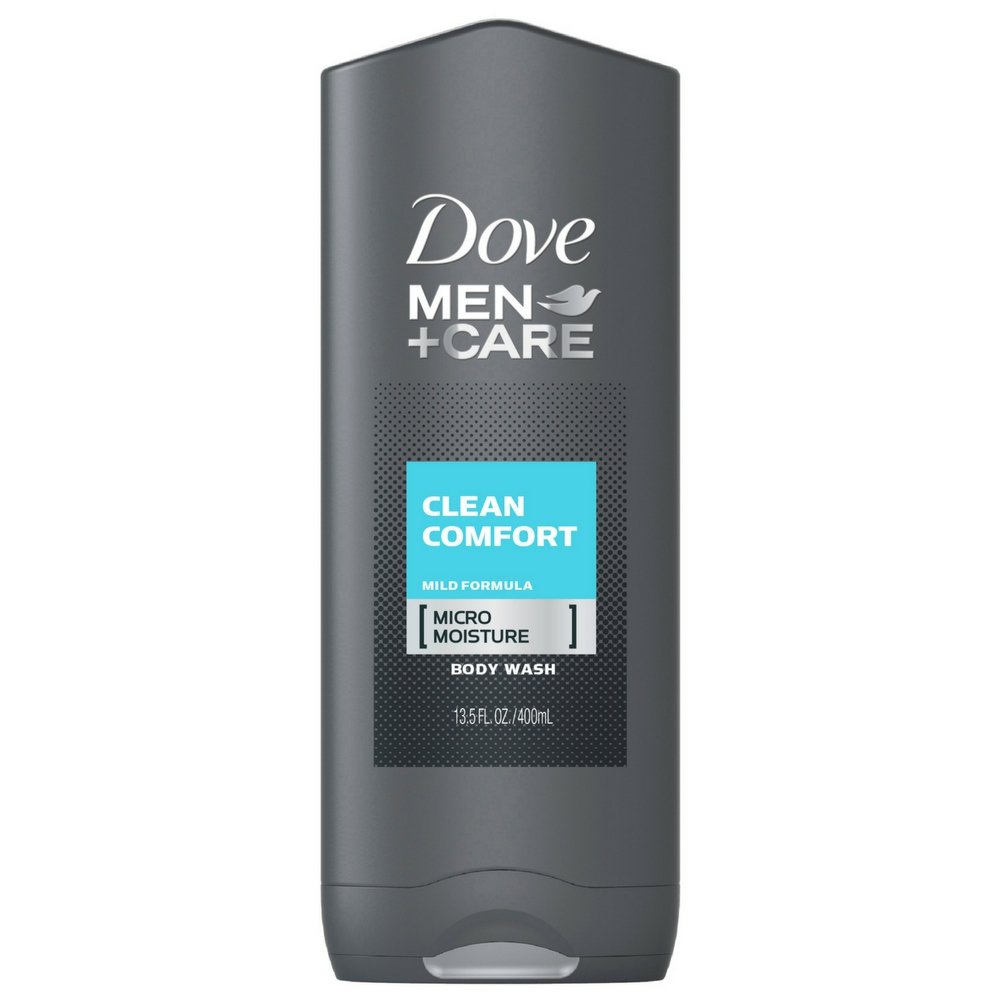 Dove
MEN
+CARE
CLEAN
COMFORT
MILD FORMULA
[ MICRO
MOISTURE ]
BODY WASH
13.5 FL. OZ./400mL